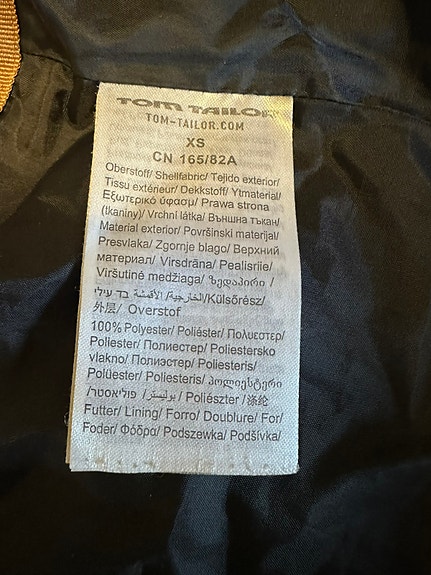 TOM TAILOR
TOM-TAILOR.COM
XS
CN 165/82A
Oberstoff/ Shellfabric/ Tejido exterior/
Tissu extérieur/ Dekkstoff/ Ytmaterial/
Εξωτερικό ύφασμ/ Prawa strona
(tkaniny)/ Vrchní látka/ Външна тъкан/
Material exterior/ Površinski materijal/
Presvlaka/ Zgornje blago/ Верхний
материал/ Virsdrāna/ Pealisriie/
Viršutinė medžiaga/ ზედაპირი /
בד עילי /الأقمشة الخارجية/Külsőrész/
外层/ Overstof
100% Polyester/ Poliéster/ Πολυεστερ/
Poliester/ Полиестер/ Poliestersko
vlakno/ Полиэстер/ Poliesteris/
Polüester/ Poliesteris/ პოლიესტერი
/بوليستر/ פוליאסטר/ Poliészter/涤纶/
Futter/ Lining/ Forro/ Doublure/ For/
Foder/ Φόδρα/ Podszewka/ Podšívka/